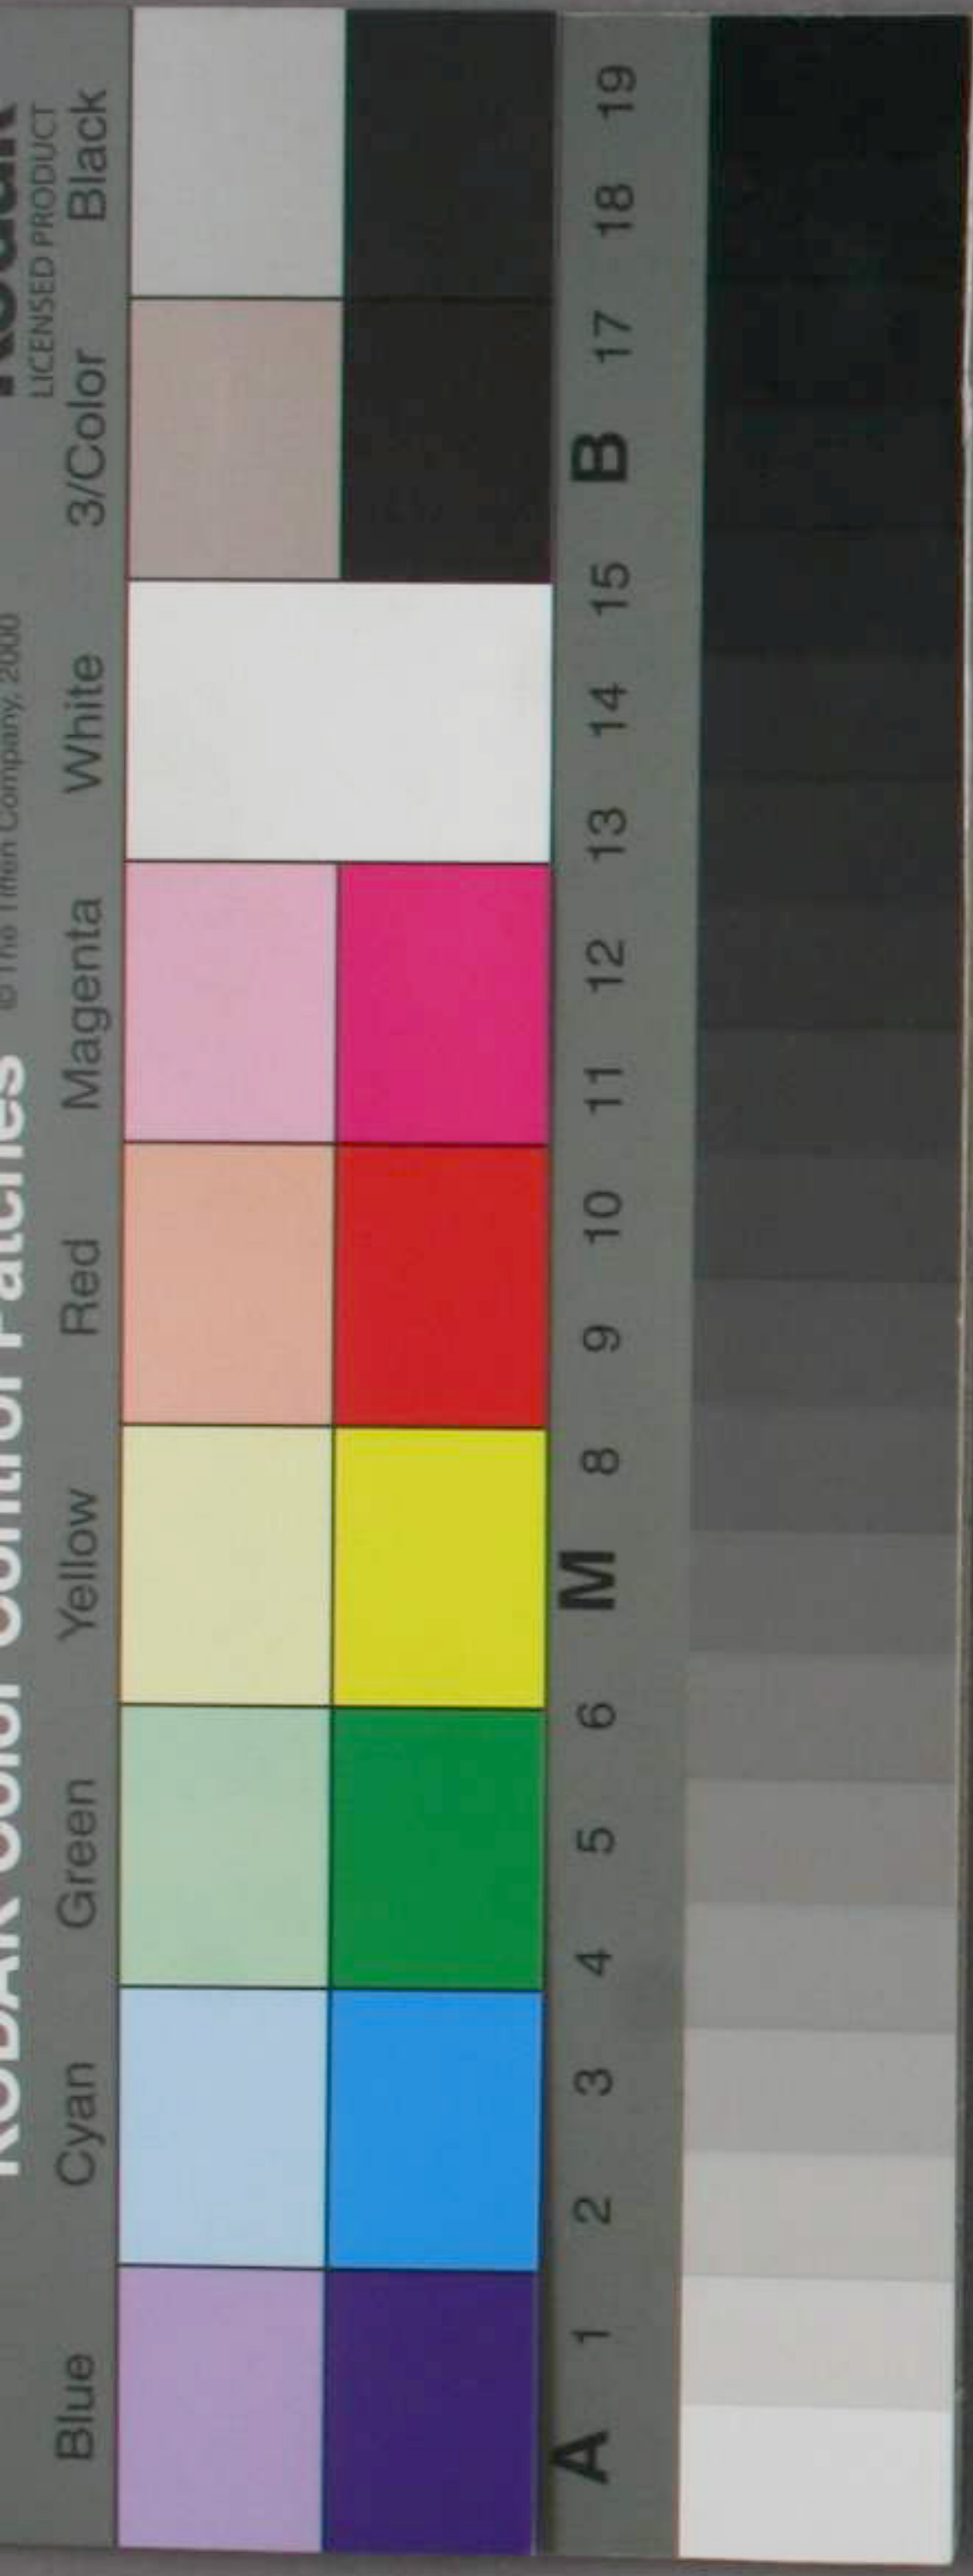 KODAK Color Control Patches © The Tiffen Company, 2000
Kodak
LICENSED PRODUCT
Blue Cyan Green Yellow Red Magenta White 3/Color Black
A 1 2 3 4 5 6 M 8 9 10 11 12 13 14 15 B 17 18 19